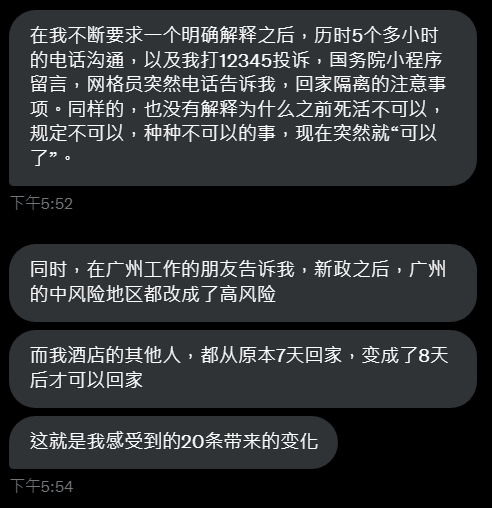 在我不断要求一个明确解释之后，历时5个多小时
的电话沟通，以及我打12345投诉，国务院小程序
留言，网格员突然电话告诉我，回家隔离的注意事
项。同样的，也没有解释为什么之前死活不可以，
规定不可以，种种不可以的事，现在突然就“可以
了”。
下午5:52
同时，在广州工作的朋友告诉我，新政之后，广州
的中风险地区都改成了高风险
而我酒店的其他人，都从原本7天回家，变成了8天
后才可以回家
这就是我感受到的20条带来的变化
下午5:54